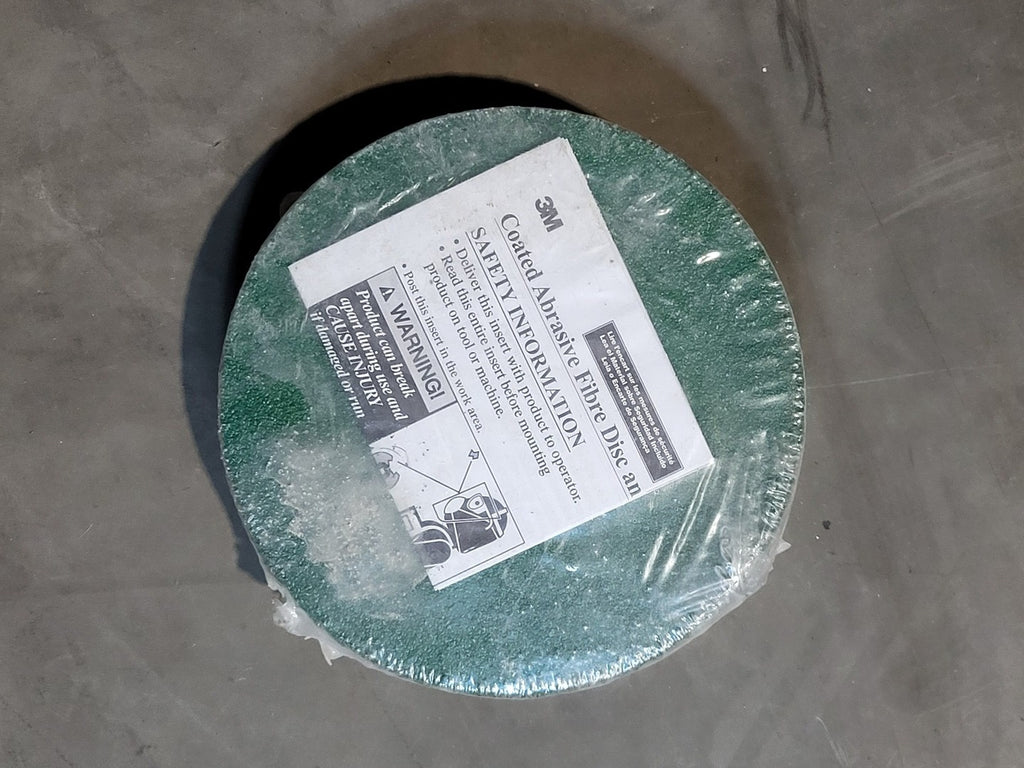 3M
Coated Abrasive Fibre Disc an
SAFETY INFORMATION
• Deliver this insert with product to operator.
• Read this entire insert before mounting
product on tool or machine.
• Post this insert in the work area.
WARNING!
Product can break
apart during use and
CAUSE INJURY
if damaged or run